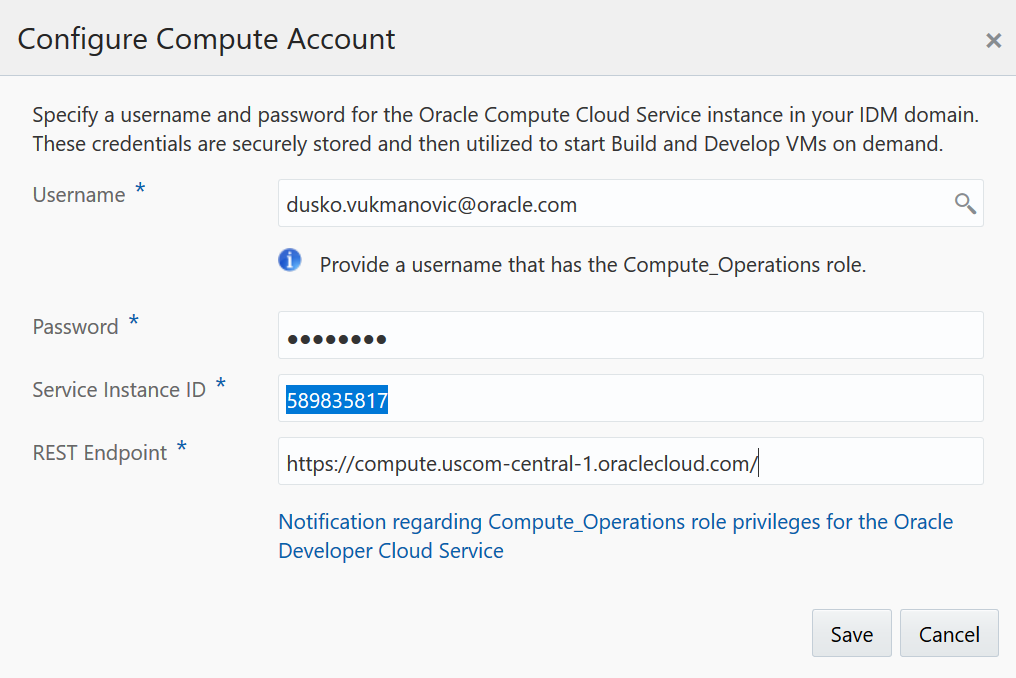 Configure Compute Account
Specify a username and password for the Oracle Compute Cloud Service instance in your IDM domain.
These credentials are securely stored and then utilized to start Build and Develop VMs on demand.
Username *
dusko.vukmanovic@oracle.com
Provide a username that has the Compute_Operations role.
Password *
●●●●●●●●
Service Instance ID *
589835817
REST Endpoint *
https://compute.uscom-central-1.oraclecloud.com/
Notification regarding Compute_Operations role privileges for the Oracle
Developer Cloud Service
Save
Cancel